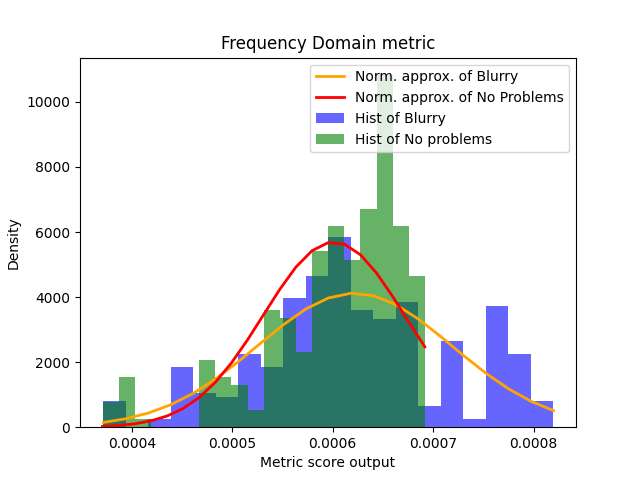 Frequency Domain metric
Norm. approx. of Blurry
Norm. approx. of No Problems
Hist of Blurry
Hist of No problems
Density
10000
8000
6000
4000
2000
0
0.0004 0.0005 0.0006 0.0007 0.0008
Metric score output